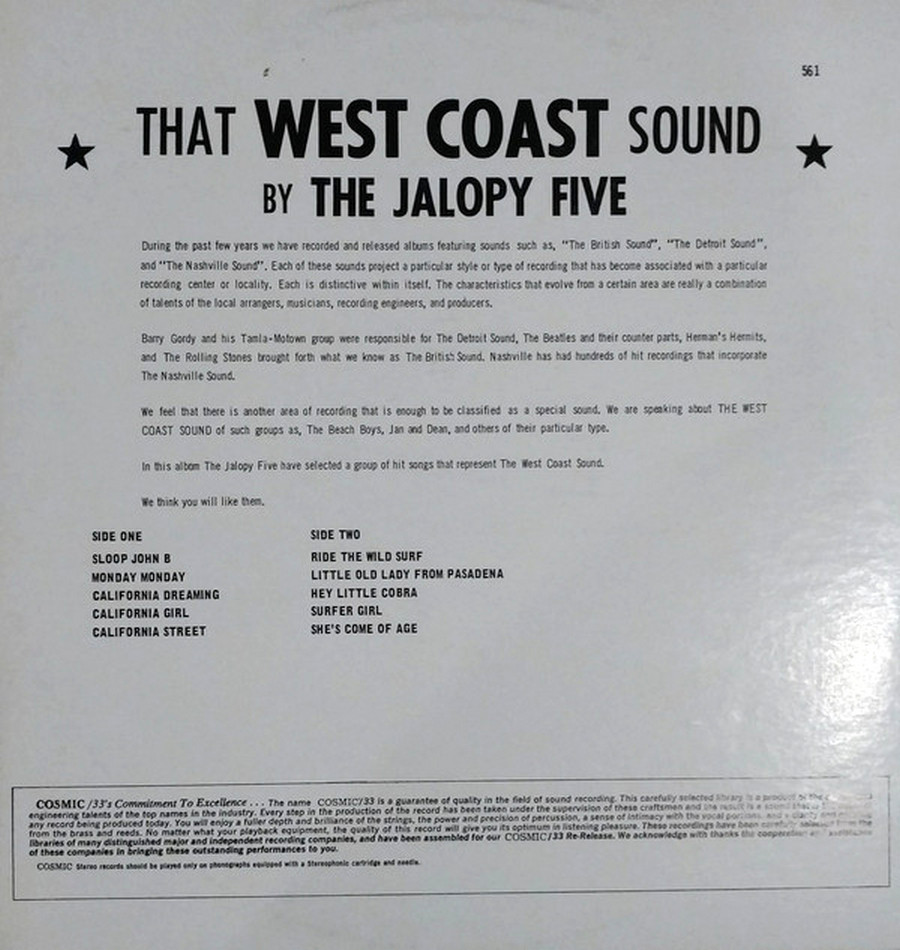 561
THAT WEST COAST SOUND
BY THE JALOPY FIVE
During the past few years we have recorded and released albums featuring sounds such as, "The British Sound", "The Detroit Sound",
and "The Nashville Sound". Each of these sounds project a particular style or type of recording that has become associated with a particular
recording center or locality. Each is distinctive within itself. The characteristics that evolve from a certain area are really a combination
of talents of the local arrangers, musicians, recording engineers, and producers.
Barry Gordy and his Tamla-Motown group were responsible for The Detroit Sound, The Beatles and their counter parts, Herman's Hermits,
and The Rolling Stones brought forth what we know as The British Sound. Nashville has had hundreds of hit recordings that incorporate
The Nashville Sound.
We feel that there is another area of recording that is enough to be classified as a special sound. We are speaking about THE WEST
COAST SOUND of such groups as, The Beach Boys, Jan and Dean, and others of their particular type.
In this album The Jalopy Five have selected a group of hit songs that represent The West Coast Sound.
We think you will like them.
SIDE ONE
SLOOP JOHN B
MONDAY MONDAY
CALIFORNIA DREAMING
CALIFORNIA GIRL
CALIFORNIA STREET
SIDE TWO
RIDE THE WILD SURF
LITTLE OLD LADY FROM PASADENA
HEY LITTLE COBRA
SURFER GIRL
SHE'S COME OF AGE
COSMIC/33's Commitment To Excellence . . . The name COSMIC/33 is a guarantee of quality in the field of sound recording. This carefully selected library is a product of the
engineering talents of the top names in the industry. Every step in the production of the record has been taken under the supervision of these craftsmen and the result is a sound that
any record being produced today. You will enjoy a fuller depth and brilliance of the strings, the power and precision of percussion, a sense of intimacy with the vocal portions, and a clarity
from the brass and reeds. No matter what your playback equipment, the quality of this record will give you its optimum in listening pleasure. These recordings have been carefully selected from the
libraries of many distinguished major and independent recording companies, and have been assembled for our COSMIC/33 Re-Release. We acknowledge with thanks the cooperation
of these companies in bringing these outstanding performances to you.
COSMIC Stereo records should be played only on phonographs equipped with a Stereophonic cartridge and needle.